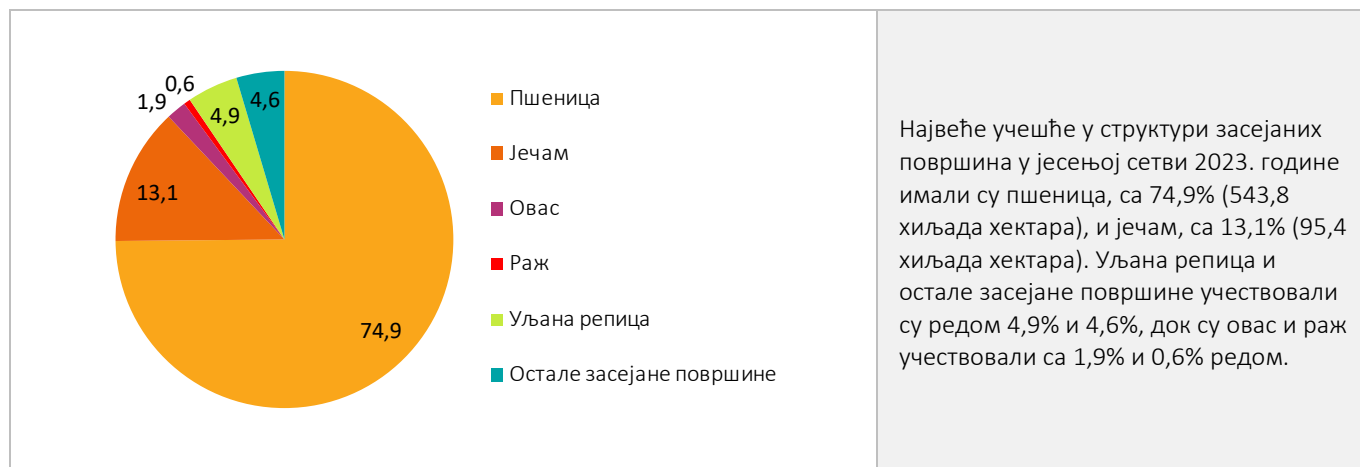 0,6
1,9
4,9
4,6
13,1
74,9
Пшеница
Јечам
Овас
Раж
Уљана репица
Остале засејане површине
Највеће учешће у структури засејаних
површина у јесењој сетви 2023. године
имали су пшеница, са 74,9% (543,8
хиљада хектара), и јечам, са 13,1% (95,4
хиљада хектара). Уљана репица и
остале засејане површине учествовали
су редом 4,9% и 4,6%, док су овас и раж
учествовали са 1,9% и 0,6% редом.